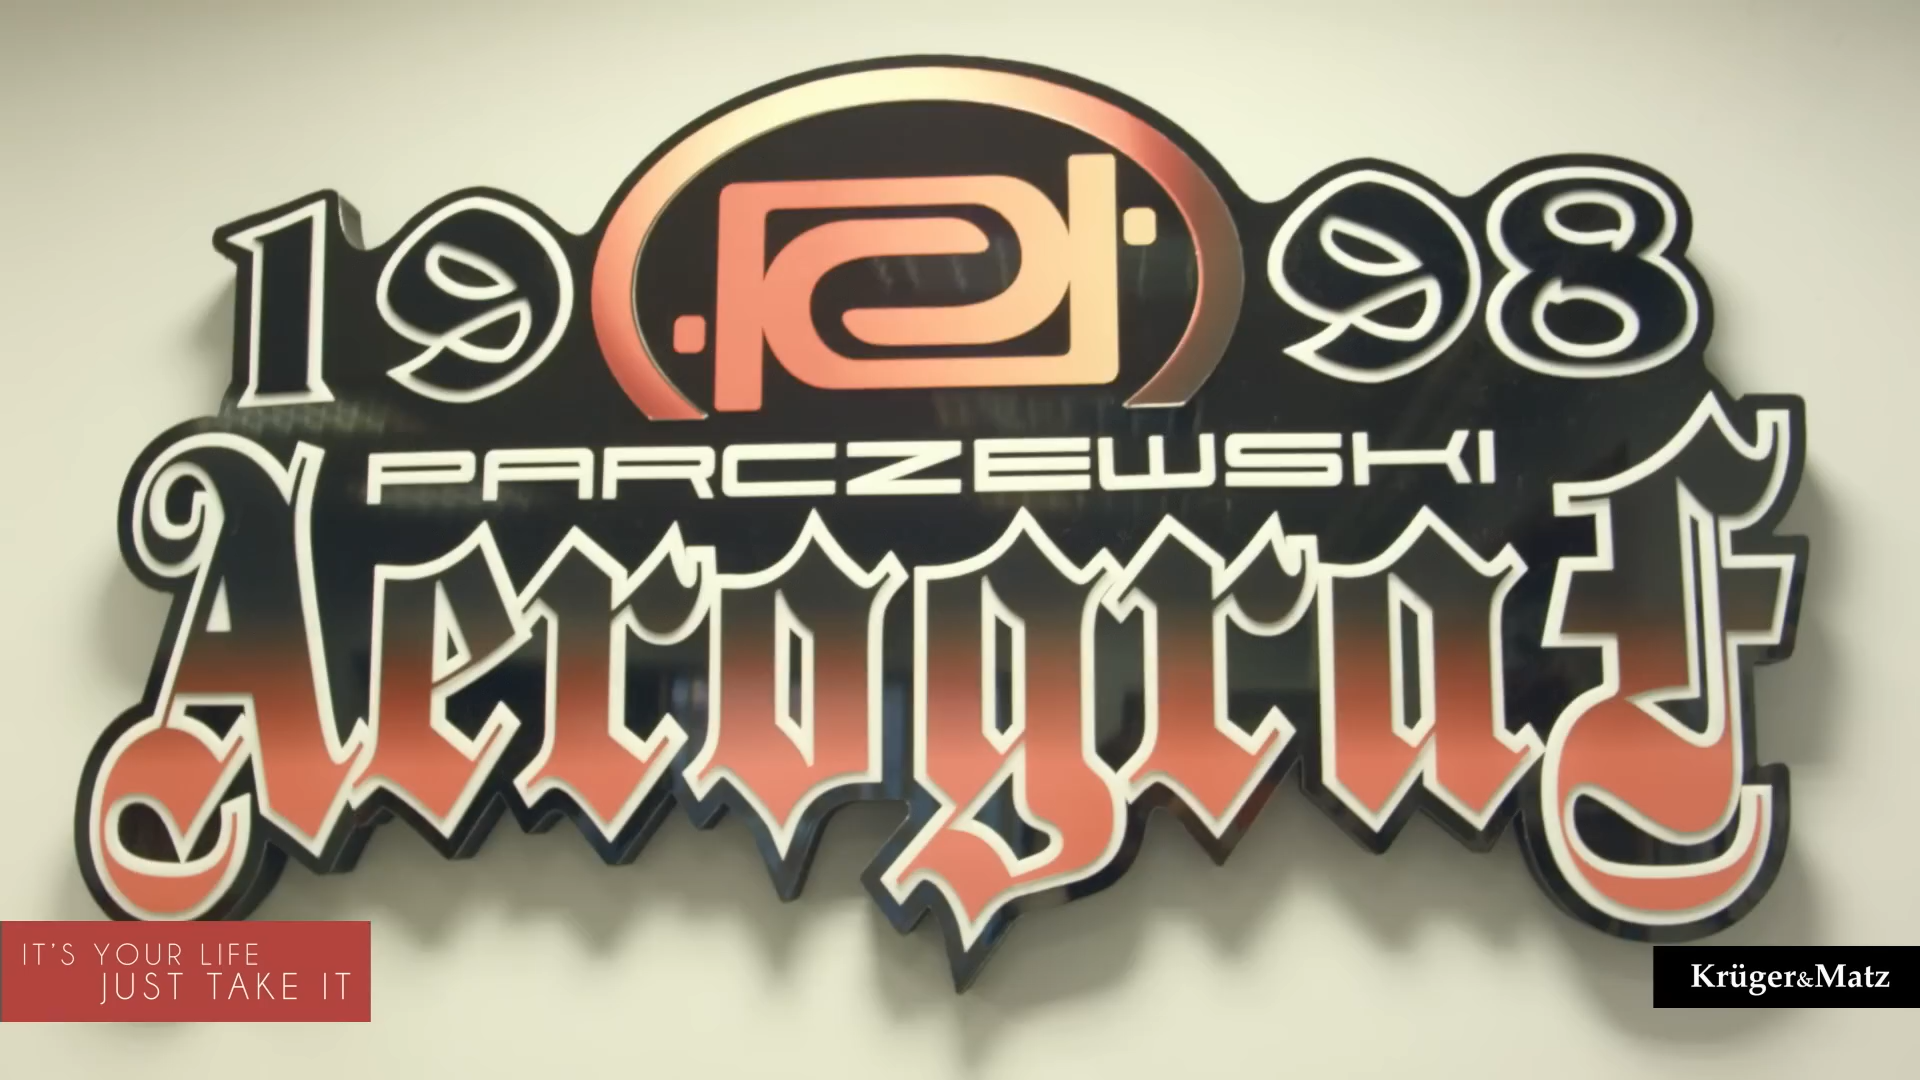 1998
PARCZEWSKI
Aerograf
IT'S YOUR LIFE
JUST TAKE IT
Krüger&Matz